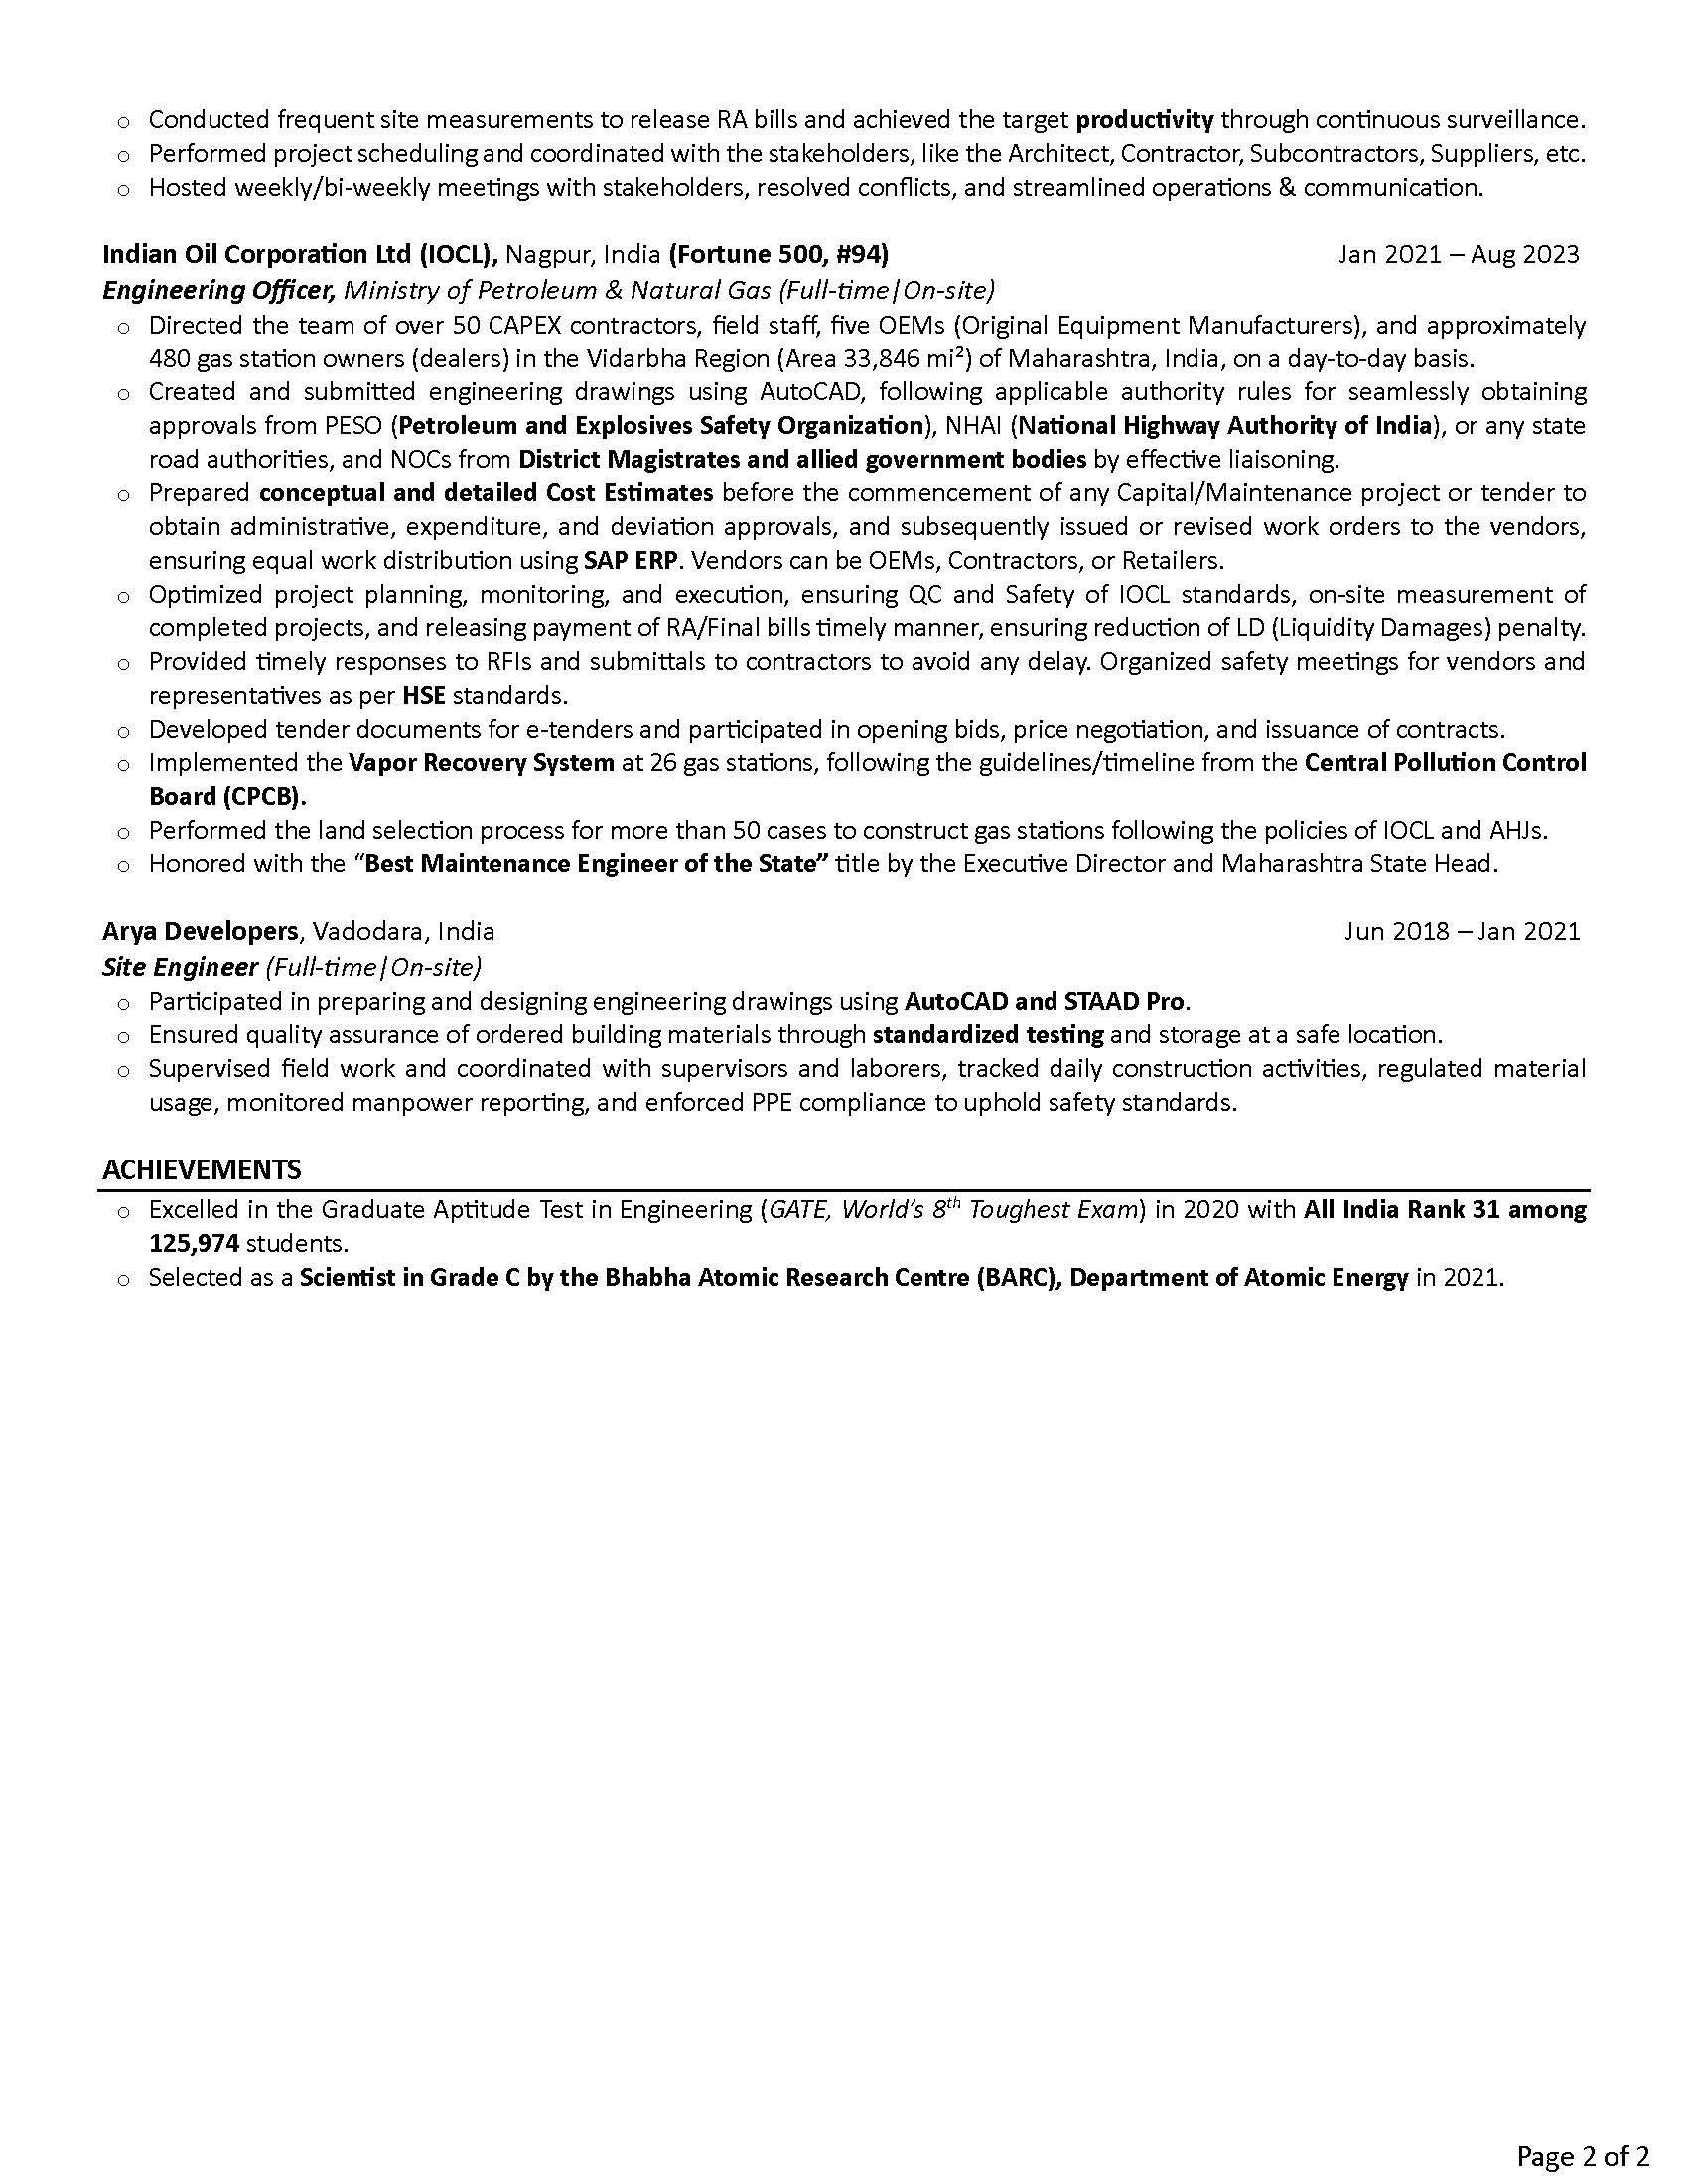 o Conducted frequent site measurements to release RA bills and achieved the target productivity through continuous surveillance.
o Performed project scheduling and coordinated with the stakeholders, like the Architect, Contractor, Subcontractors, Suppliers, etc.
o Hosted weekly/bi-weekly meetings with stakeholders, resolved conflicts, and streamlined operations & communication.
Indian Oil Corporation Ltd (IOCL), Nagpur, India (Fortune 500, #94) Jan 2021 – Aug 2023
Engineering Officer, Ministry of Petroleum & Natural Gas (Full-time|On-site)
o Directed the team of over 50 CAPEX contractors, field staff, five OEMs (Original Equipment Manufacturers), and approximately
480 gas station owners (dealers) in the Vidarbha Region (Area 33,846 mi²) of Maharashtra, India, on a day-to-day basis.
o Created and submitted engineering drawings using AutoCAD, following applicable authority rules for seamlessly obtaining
approvals from PESO (Petroleum and Explosives Safety Organization), NHAI (National Highway Authority of India), or any state
road authorities, and NOCs from District Magistrates and allied government bodies by effective liaisoning.
o Prepared conceptual and detailed Cost Estimates before the commencement of any Capital/Maintenance project or tender to
obtain administrative, expenditure, and deviation approvals, and subsequently issued or revised work orders to the vendors,
ensuring equal work distribution using SAP ERP. Vendors can be OEMs, Contractors, or Retailers.
o Optimized project planning, monitoring, and execution, ensuring QC and Safety of IOCL standards, on-site measurement of
completed projects, and releasing payment of RA/Final bills timely manner, ensuring reduction of LD (Liquidity Damages) penalty.
o Provided timely responses to RFIs and submittals to contractors to avoid any delay. Organized safety meetings for vendors and
representatives as per HSE standards.
o Developed tender documents for e-tenders and participated in opening bids, price negotiation, and issuance of contracts.
o Implemented the Vapor Recovery System at 26 gas stations, following the guidelines/timeline from the Central Pollution Control
Board (CPCB).
o Performed the land selection process for more than 50 cases to construct gas stations following the policies of IOCL and AHJs.
o Honored with the “Best Maintenance Engineer of the State” title by the Executive Director and Maharashtra State Head.
Arya Developers, Vadodara, India Jun 2018 – Jan 2021
Site Engineer (Full-time|On-site)
o Participated in preparing and designing engineering drawings using AutoCAD and STAAD Pro.
o Ensured quality assurance of ordered building materials through standardized testing and storage at a safe location.
o Supervised field work and coordinated with supervisors and laborers, tracked daily construction activities, regulated material
usage, monitored manpower reporting, and enforced PPE compliance to uphold safety standards.
ACHIEVEMENTS
o Excelled in the Graduate Aptitude Test in Engineering (GATE, World’s 8th Toughest Exam) in 2020 with All India Rank 31 among
125,974 students.
o Selected as a Scientist in Grade C by the Bhabha Atomic Research Centre (BARC), Department of Atomic Energy in 2021.
Page 2 of 2